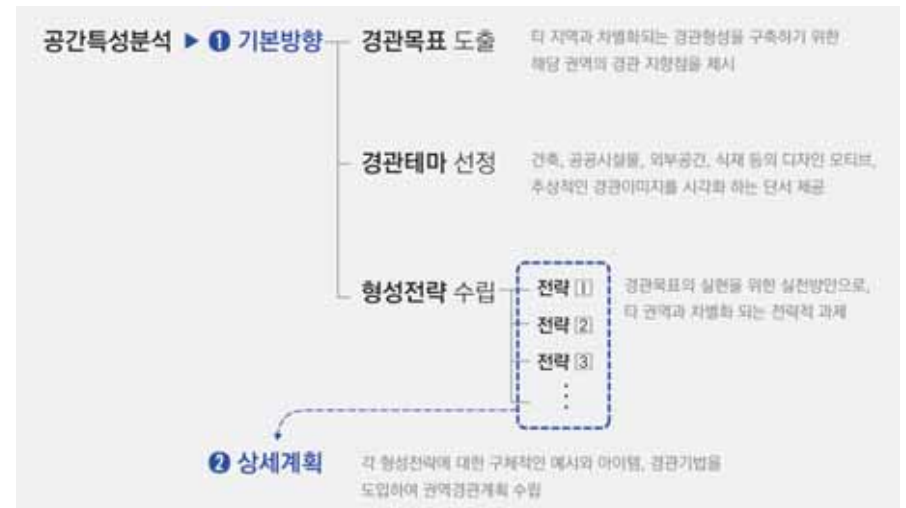 공간특성분석 ▶ ❶ 기본방향
경관목표 도출
타 지역과 차별화되는 경관형성을 구축하기 위한
해당 권역의 경관 지향점을 제시
경관테마 선정
건축, 공공시설물, 외부공간, 식재 등의 디자인 모티브,
추상적인 경관이미지를 시각화 하는 단서 제공
형성전략 수립
전략 1
전략 2
전략 3
⋮
경관목표의 실현을 위한 실천방안으로,
타 권역과 차별화 되는 전략적 과제
❷ 상세계획
각 형성전략에 대한 구체적인 예시와 아이템, 경관기법을
도입하여 권역경관계획 수립